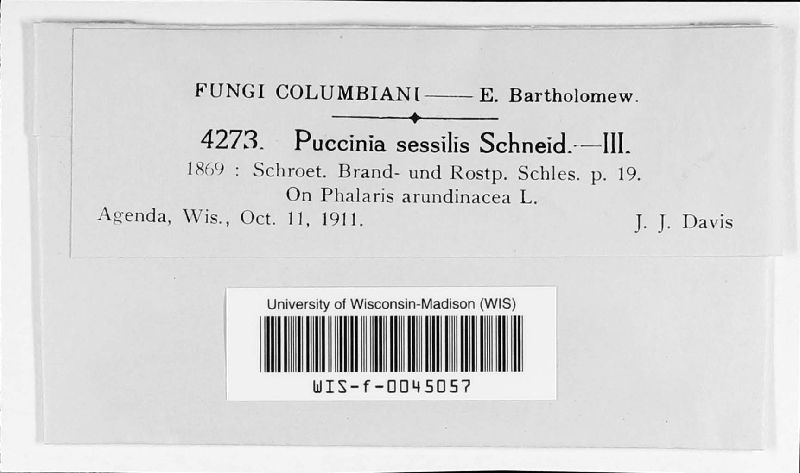 FUNGI COLUMBIANI — E. Bartholomew.
4273. Puccinia sessilis Schneid.—III.
1869 : Schroet. Brand- und Rostp. Schles. p. 19.
On Phalaris arundinacea L.
Agenda, Wis., Oct. 11, 1911. J. J. Davis
University of Wisconsin-Madison (WIS)
WIS-f-0045057